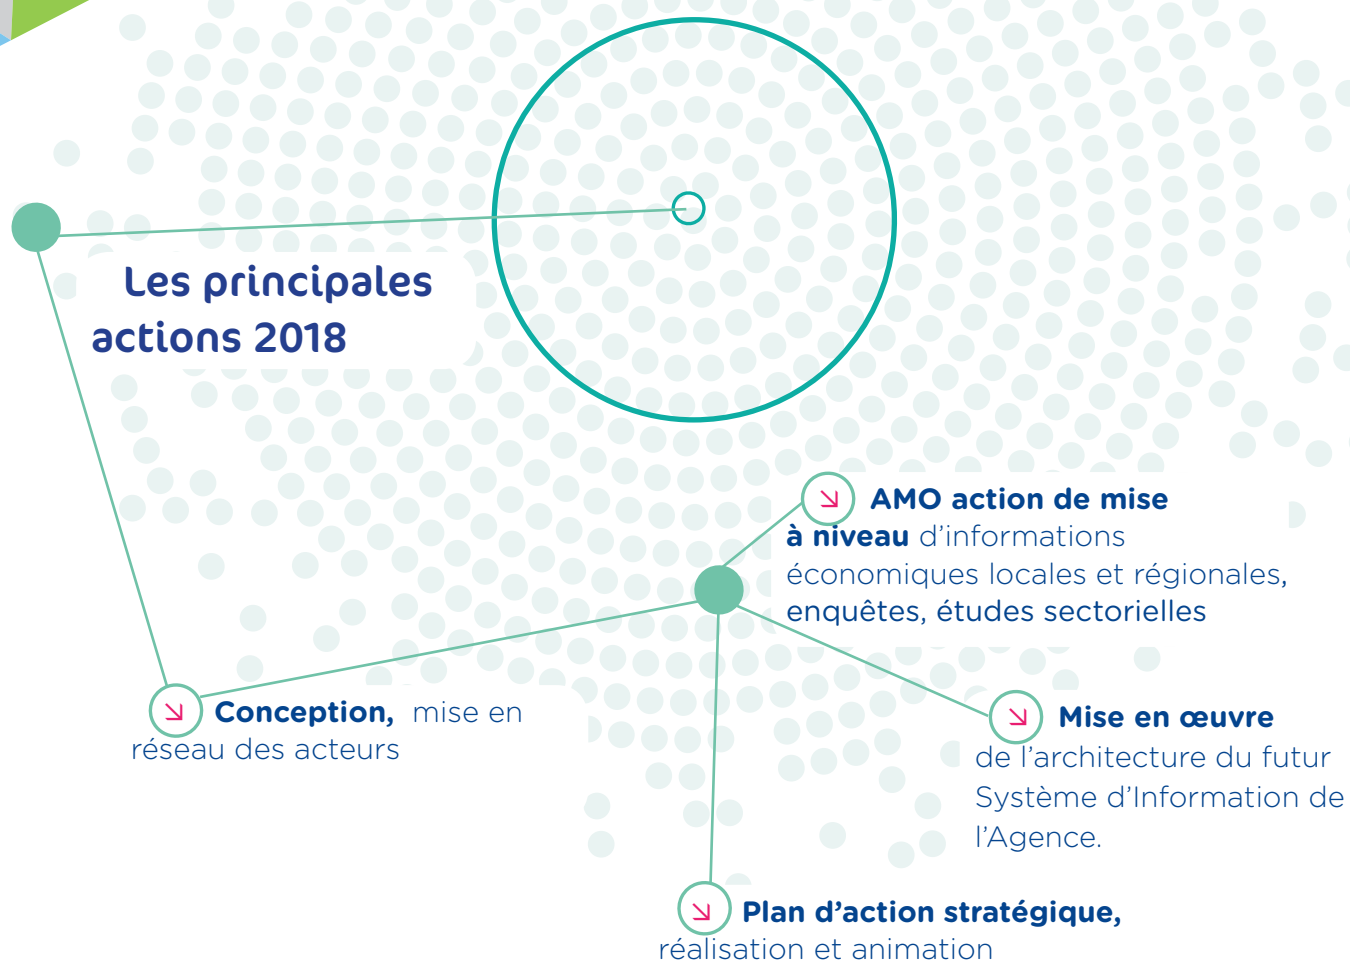 Les principales
actions 2018
AMO action de mise
à niveau d’informations
économiques locales et régionales,
enquêtes, études sectorielles
Conception, mise en
réseau des acteurs
Mise en œuvre
de l’architecture du futur
Système d’Information de
l’Agence.
Plan d’action stratégique,
réalisation et animation